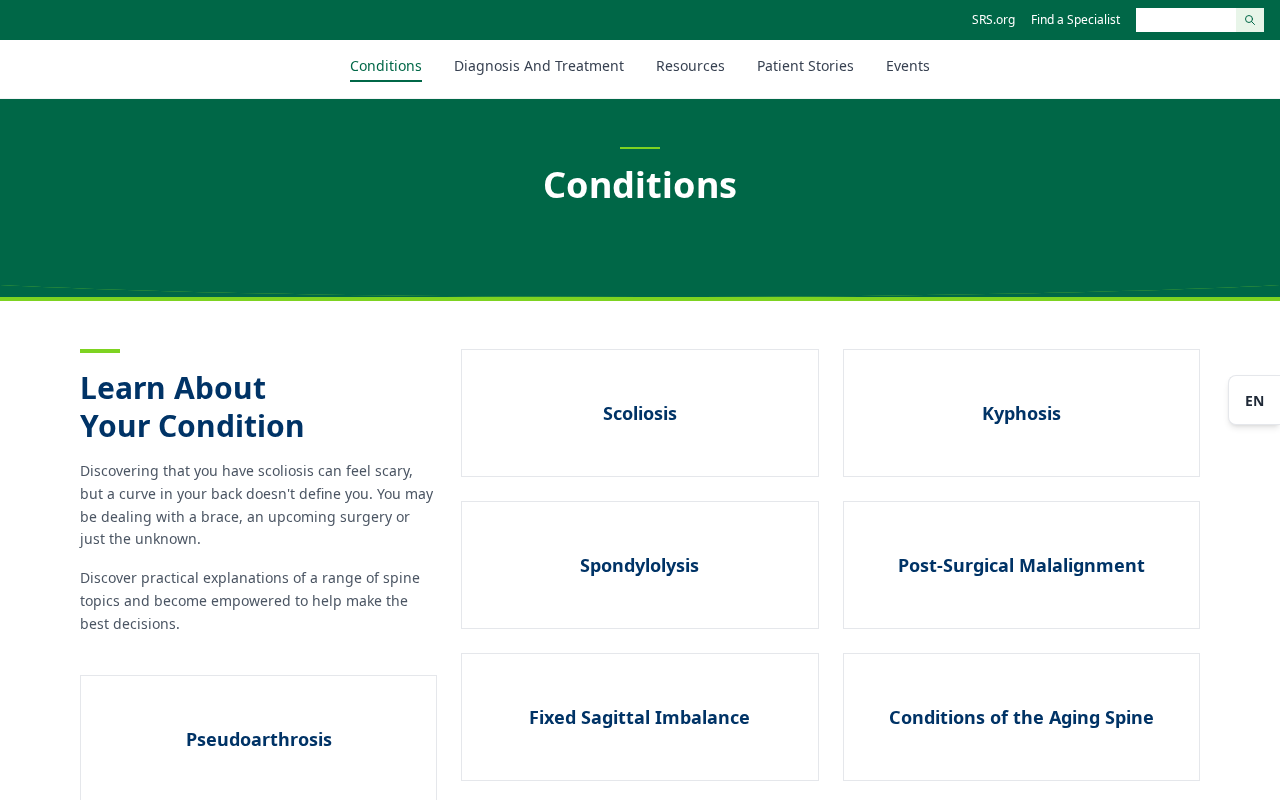 SRS.org
Find a Specialist
Conditions
Diagnosis And Treatment
Resources
Patient Stories
Events
Conditions
Learn About
Your Condition
Discovering that you have scoliosis can feel scary,
but a curve in your back doesn't define you. You may
be dealing with a brace, an upcoming surgery or
just the unknown.
Discover practical explanations of a range of spine
topics and become empowered to help make the
best decisions.
Scoliosis
Kyphosis
Spondylolysis
Post-Surgical Malalignment
Fixed Sagittal Imbalance
Conditions of the Aging Spine
Pseudoarthrosis
EN